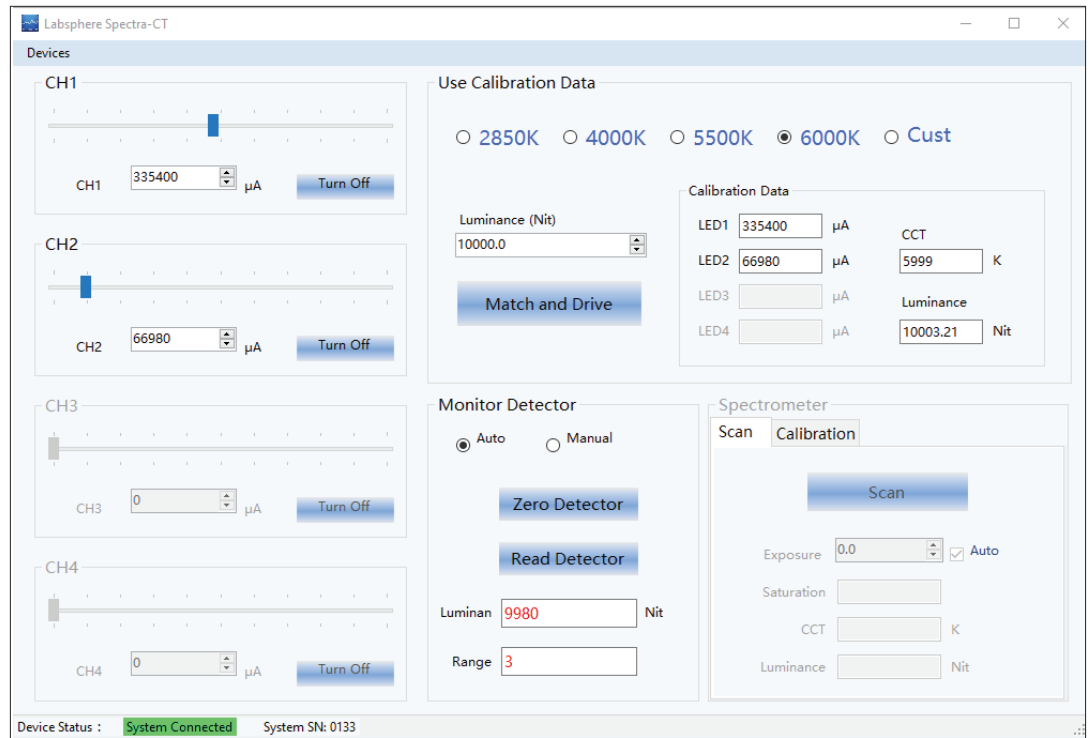 Labsphere Spectra-CT
Devices
CH1
CH1 335400 µA Turn Off
CH2
CH2 66980 µA Turn Off
CH3
CH3 0 µA Turn Off
CH4
CH4 0 µA Turn Off
Use Calibration Data
2850K 4000K 5500K 6000K Cust
Luminance (Nit)
10000.0
Match and Drive
Calibration Data
LED1 335400 µA
LED2 66980 µA
LED3 µA
LED4 µA
CCT
5999 K
Luminance
10003.21 Nit
Monitor Detector
Auto Manual
Zero Detector
Read Detector
Luminan 9980 Nit
Range 3
Spectrometer
Scan Calibration
Scan
Exposure 0.0 Auto
Saturation
CCT K
Luminance Nit
Device Status : System Connected System SN: 0133